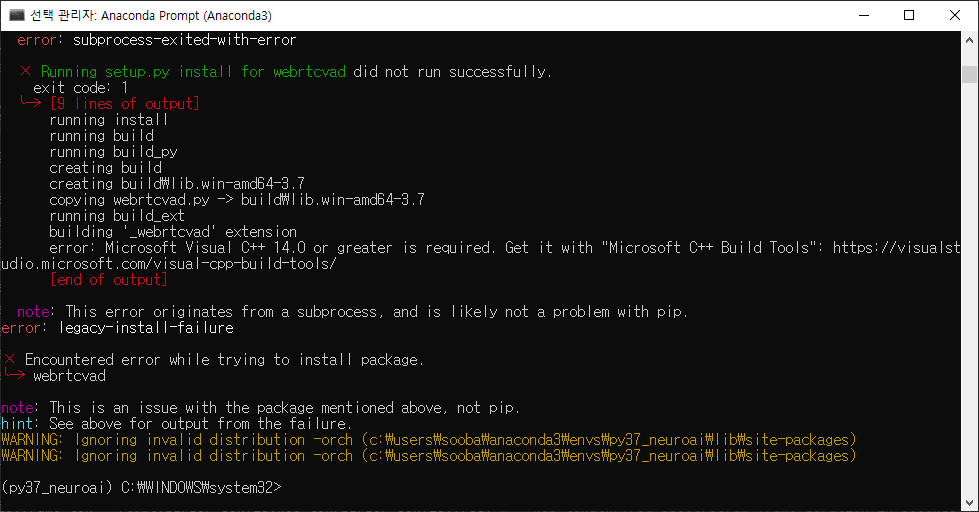 선택 관리자: Anaconda Prompt (Anaconda3)
error: subprocess-exited-with-error
× Running setup.py install for webrtcvad did not run successfully.
exit code: 1
╰─> [9 lines of output]
running install
running build
running build_py
creating build
creating build\lib.win-amd64-3.7
copying webrtcvad.py -> build\lib.win-amd64-3.7
running build_ext
building '_webrtcvad' extension
error: Microsoft Visual C++ 14.0 or greater is required. Get it with "Microsoft C++ Build Tools": https://visualst
udio.microsoft.com/visual-cpp-build-tools/
[end of output]
note: This error originates from a subprocess, and is likely not a problem with pip.
error: legacy-install-failure
× Encountered error while trying to install package.
╰─> webrtcvad
note: This is an issue with the package mentioned above, not pip.
hint: See above for output from the failure.
WARNING: Ignoring invalid distribution -orch (c:₩users₩sooba₩anaconda3₩envs₩py37_neuroai₩lib₩site-packages)
WARNING: Ignoring invalid distribution -orch (c:₩users₩sooba₩anaconda3₩envs₩py37_neuroai₩lib₩site-packages)
(py37_neuroai) C:₩WINDOWS₩system32>